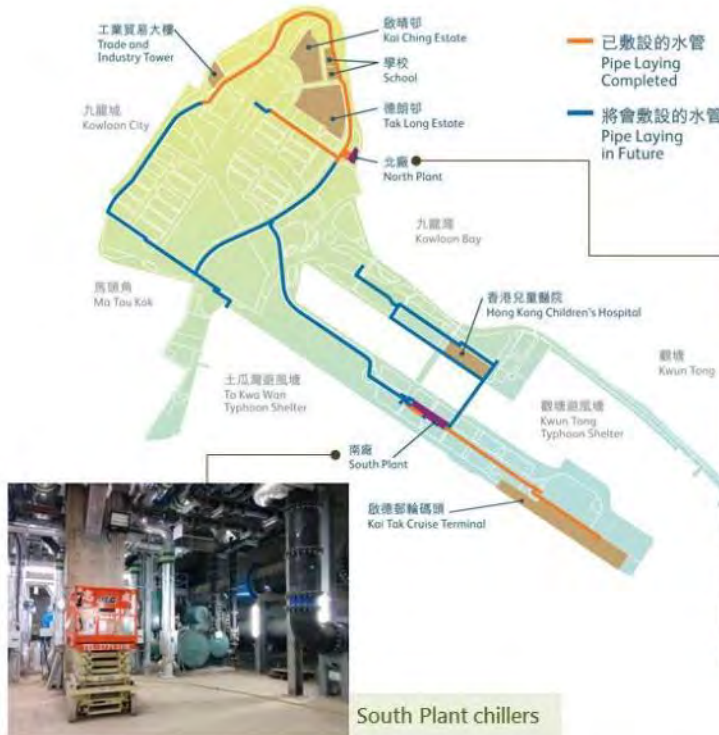 工業貿易大樓
Trade and
Industry Tower
啟晴邨
Kai Ching Estate
學校
School
德朗邨
Tak Long Estate
北廠
North Plant
已敷設的水管
Pipe Laying
Completed
將會敷設的水管
Pipe Laying
in Future
九龍城
Kowloon City
九龍灣
Kowloon Bay
馬頭角
Ma Tau Kok
香港兒童醫院
Hong Kong Children's Hospital
觀塘
Kwun Tong
土瓜灣避風塘
To Kwa Wan
Typhoon Shelter
觀塘避風塘
Kwun Tong
Typhoon Shelter
南廠
South Plant
啟德郵輪碼頭
Kai Tak Cruise Terminal
South Plant chillers